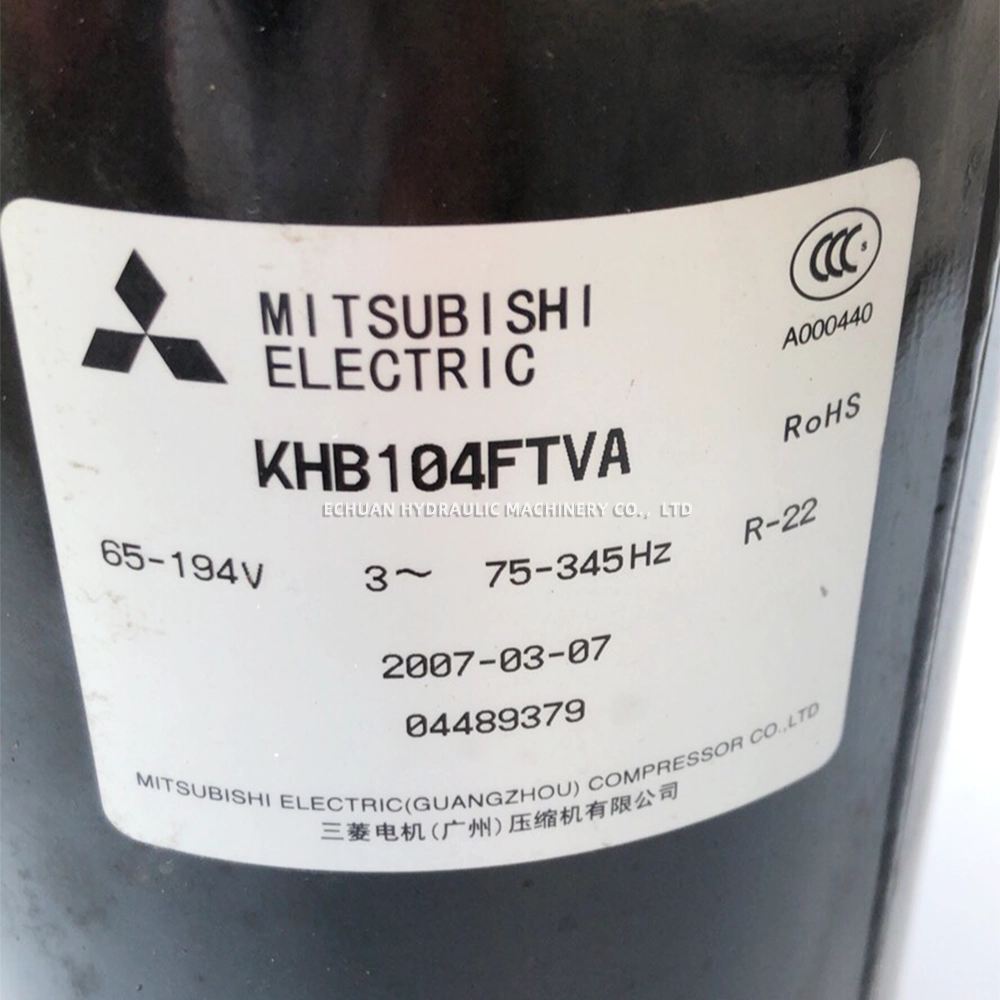 CCC S
A000440
MITSUBISHI
ELECTRIC
RoHS
KHB104FTVA
ECHUAN HYDRAULIC MACHINERY CO., LTD
65-194V 3~ 75-345Hz R-22
2007-03-07
04489379
MITSUBISHI ELECTRIC(GUANGZHOU) COMPRESSOR CO.,LTD
三菱电机(广州)压缩机有限公司